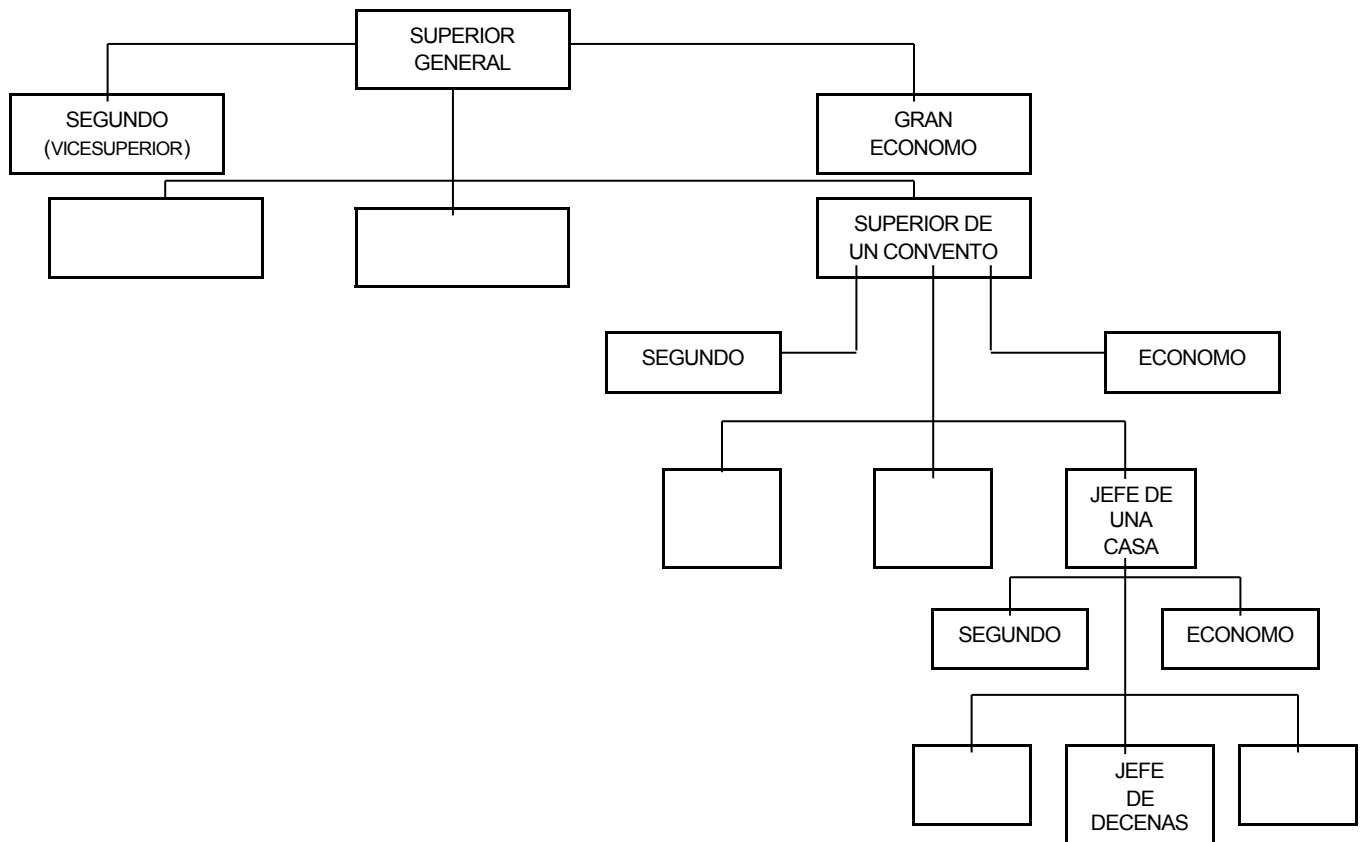 SUPERIOR
GENERAL
SEGUNDO
(VICESUPERIOR)
GRAN
ECONOMO
SUPERIOR DE
UN CONVENTO
SEGUNDO
ECONOMO
JEFE DE
UNA
CASA
SEGUNDO
ECONOMO
JEFE
DE
DECENAS